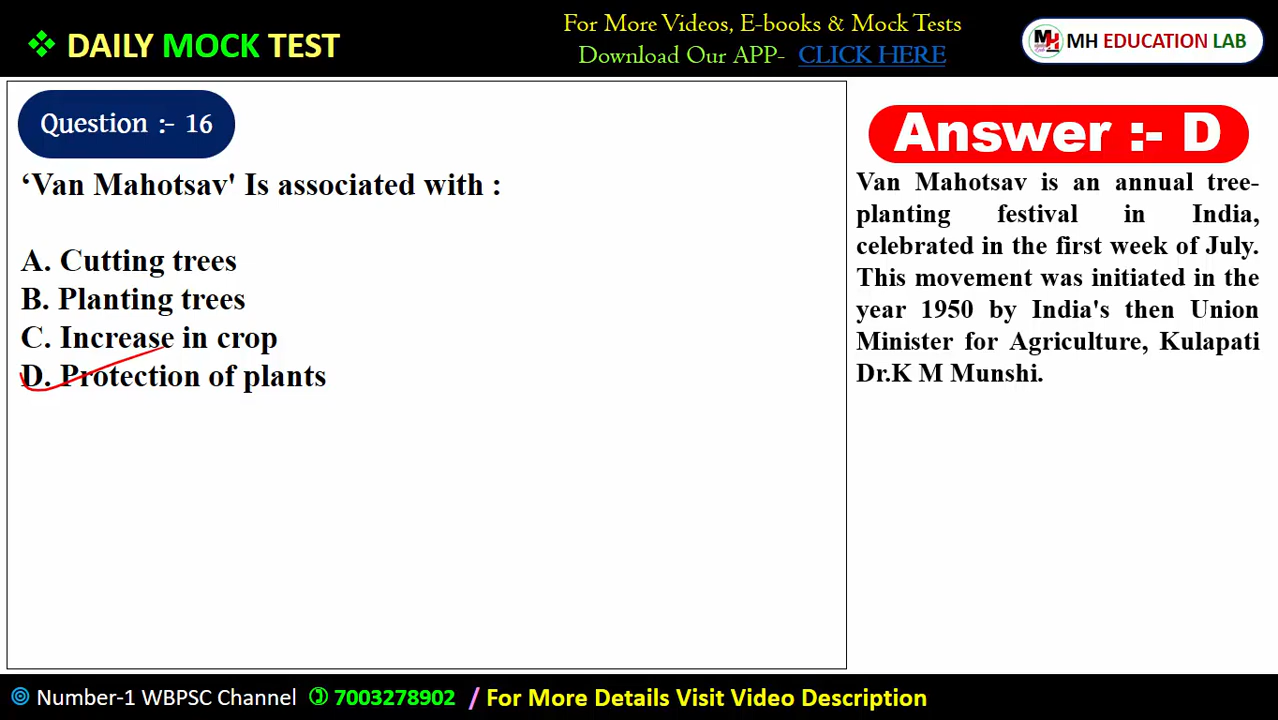 ❖ DAILY MOCK TEST
For More Videos, E-books & Mock Tests
Download Our APP- CLICK HERE
MH EDUCATION LAB
Question :- 16
‘Van Mahotsav' Is associated with :
A. Cutting trees
B. Planting trees
C. Increase in crop
D. Protection of plants
Answer :- D
Van Mahotsav is an annual tree-
planting festival in India,
celebrated in the first week of July.
This movement was initiated in the
year 1950 by India's then Union
Minister for Agriculture, Kulapati
Dr.K M Munshi.
Number-1 WBPSC Channel 7003278902 / For More Details Visit Video Description